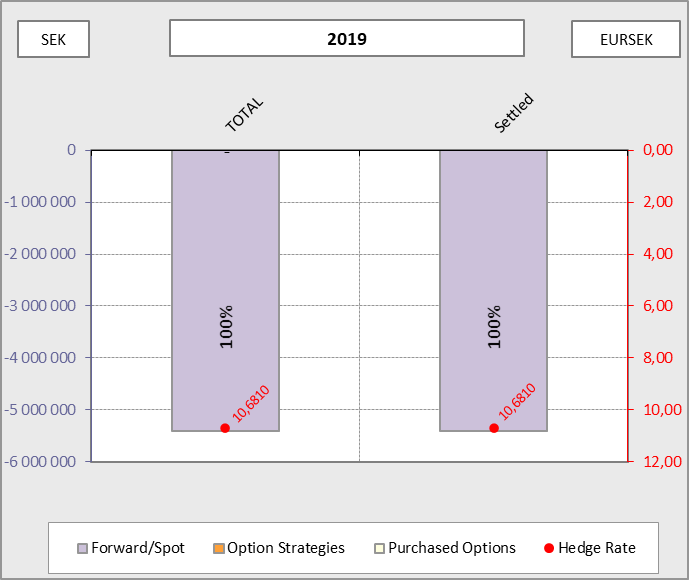 SEK
2019
EURSEK
TOTAL
Settled
0
-1 000 000
-2 000 000
-3 000 000
-4 000 000
-5 000 000
-6 000 000
100%
100%
10,6810
10,6810
0,00
2,00
4,00
6,00
8,00
10,00
12,00
Forward/Spot
Option Strategies
Purchased Options
Hedge Rate